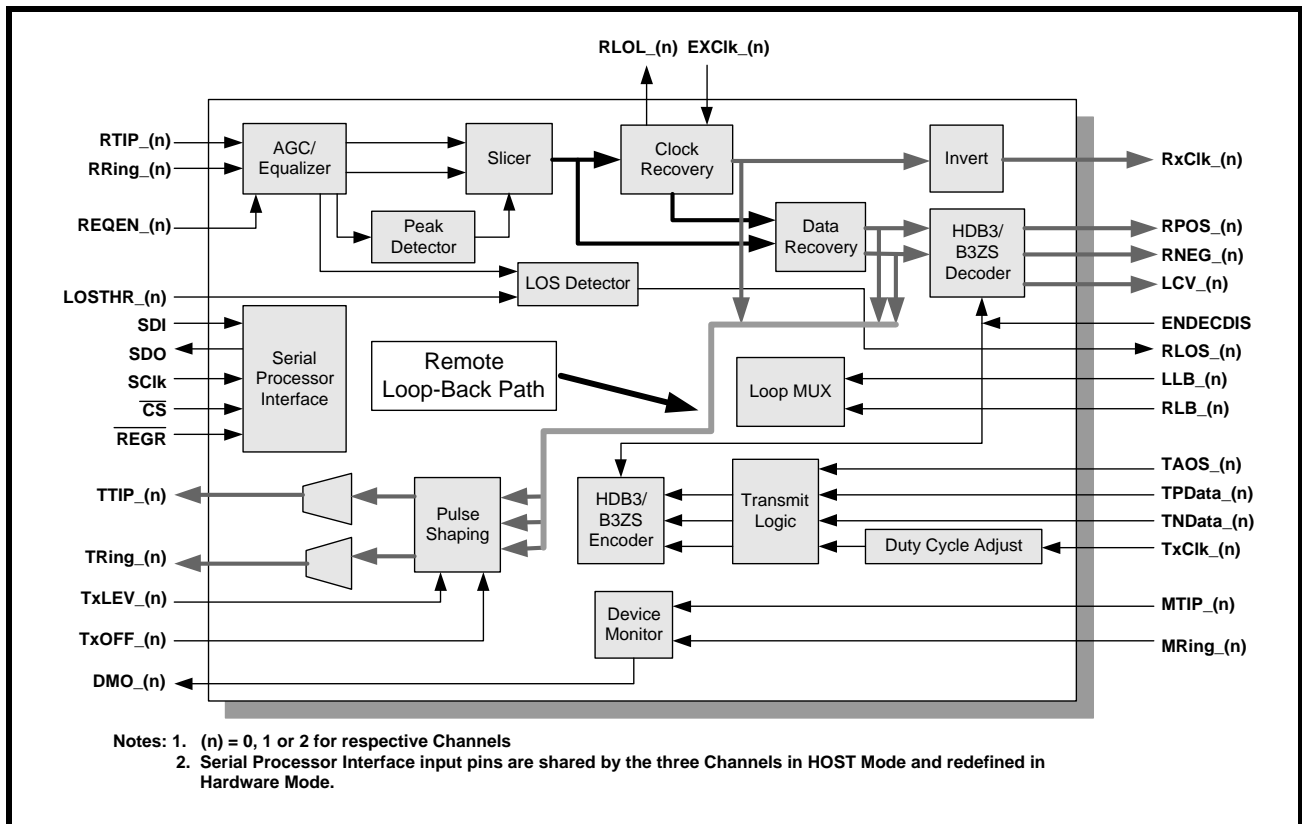 RLOL_(n) EXClk_(n)
RTIP_(n)
RRing_(n)
REQEN_(n)
LOSTHR_(n)
SDI
SDO
SClk
CS
REGR
TTIP_(n)
TRing_(n)
TxLEV_(n)
TxOFF_(n)
DMO_(n)
AGC/
Equalizer
Slicer
Clock
Recovery
Invert
Peak
Detector
Data
Recovery
HDB3/
B3ZS
Decoder
LOS Detector
Serial
Processor
Interface
Remote
Loop-Back Path
Loop MUX
Pulse
Shaping
HDB3/
B3ZS
Encoder
Transmit
Logic
Duty Cycle Adjust
Device
Monitor
RxClk_(n)
RPOS_(n)
RNEG_(n)
LCV_(n)
ENDECDIS
RLOS_(n)
LLB_(n)
RLB_(n)
TAOS_(n)
TPData_(n)
TNData_(n)
TxClk_(n)
MTIP_(n)
MRing_(n)
Notes: 1. (n) = 0, 1 or 2 for respective Channels
2. Serial Processor Interface input pins are shared by the three Channels in HOST Mode and redefined in
Hardware Mode.